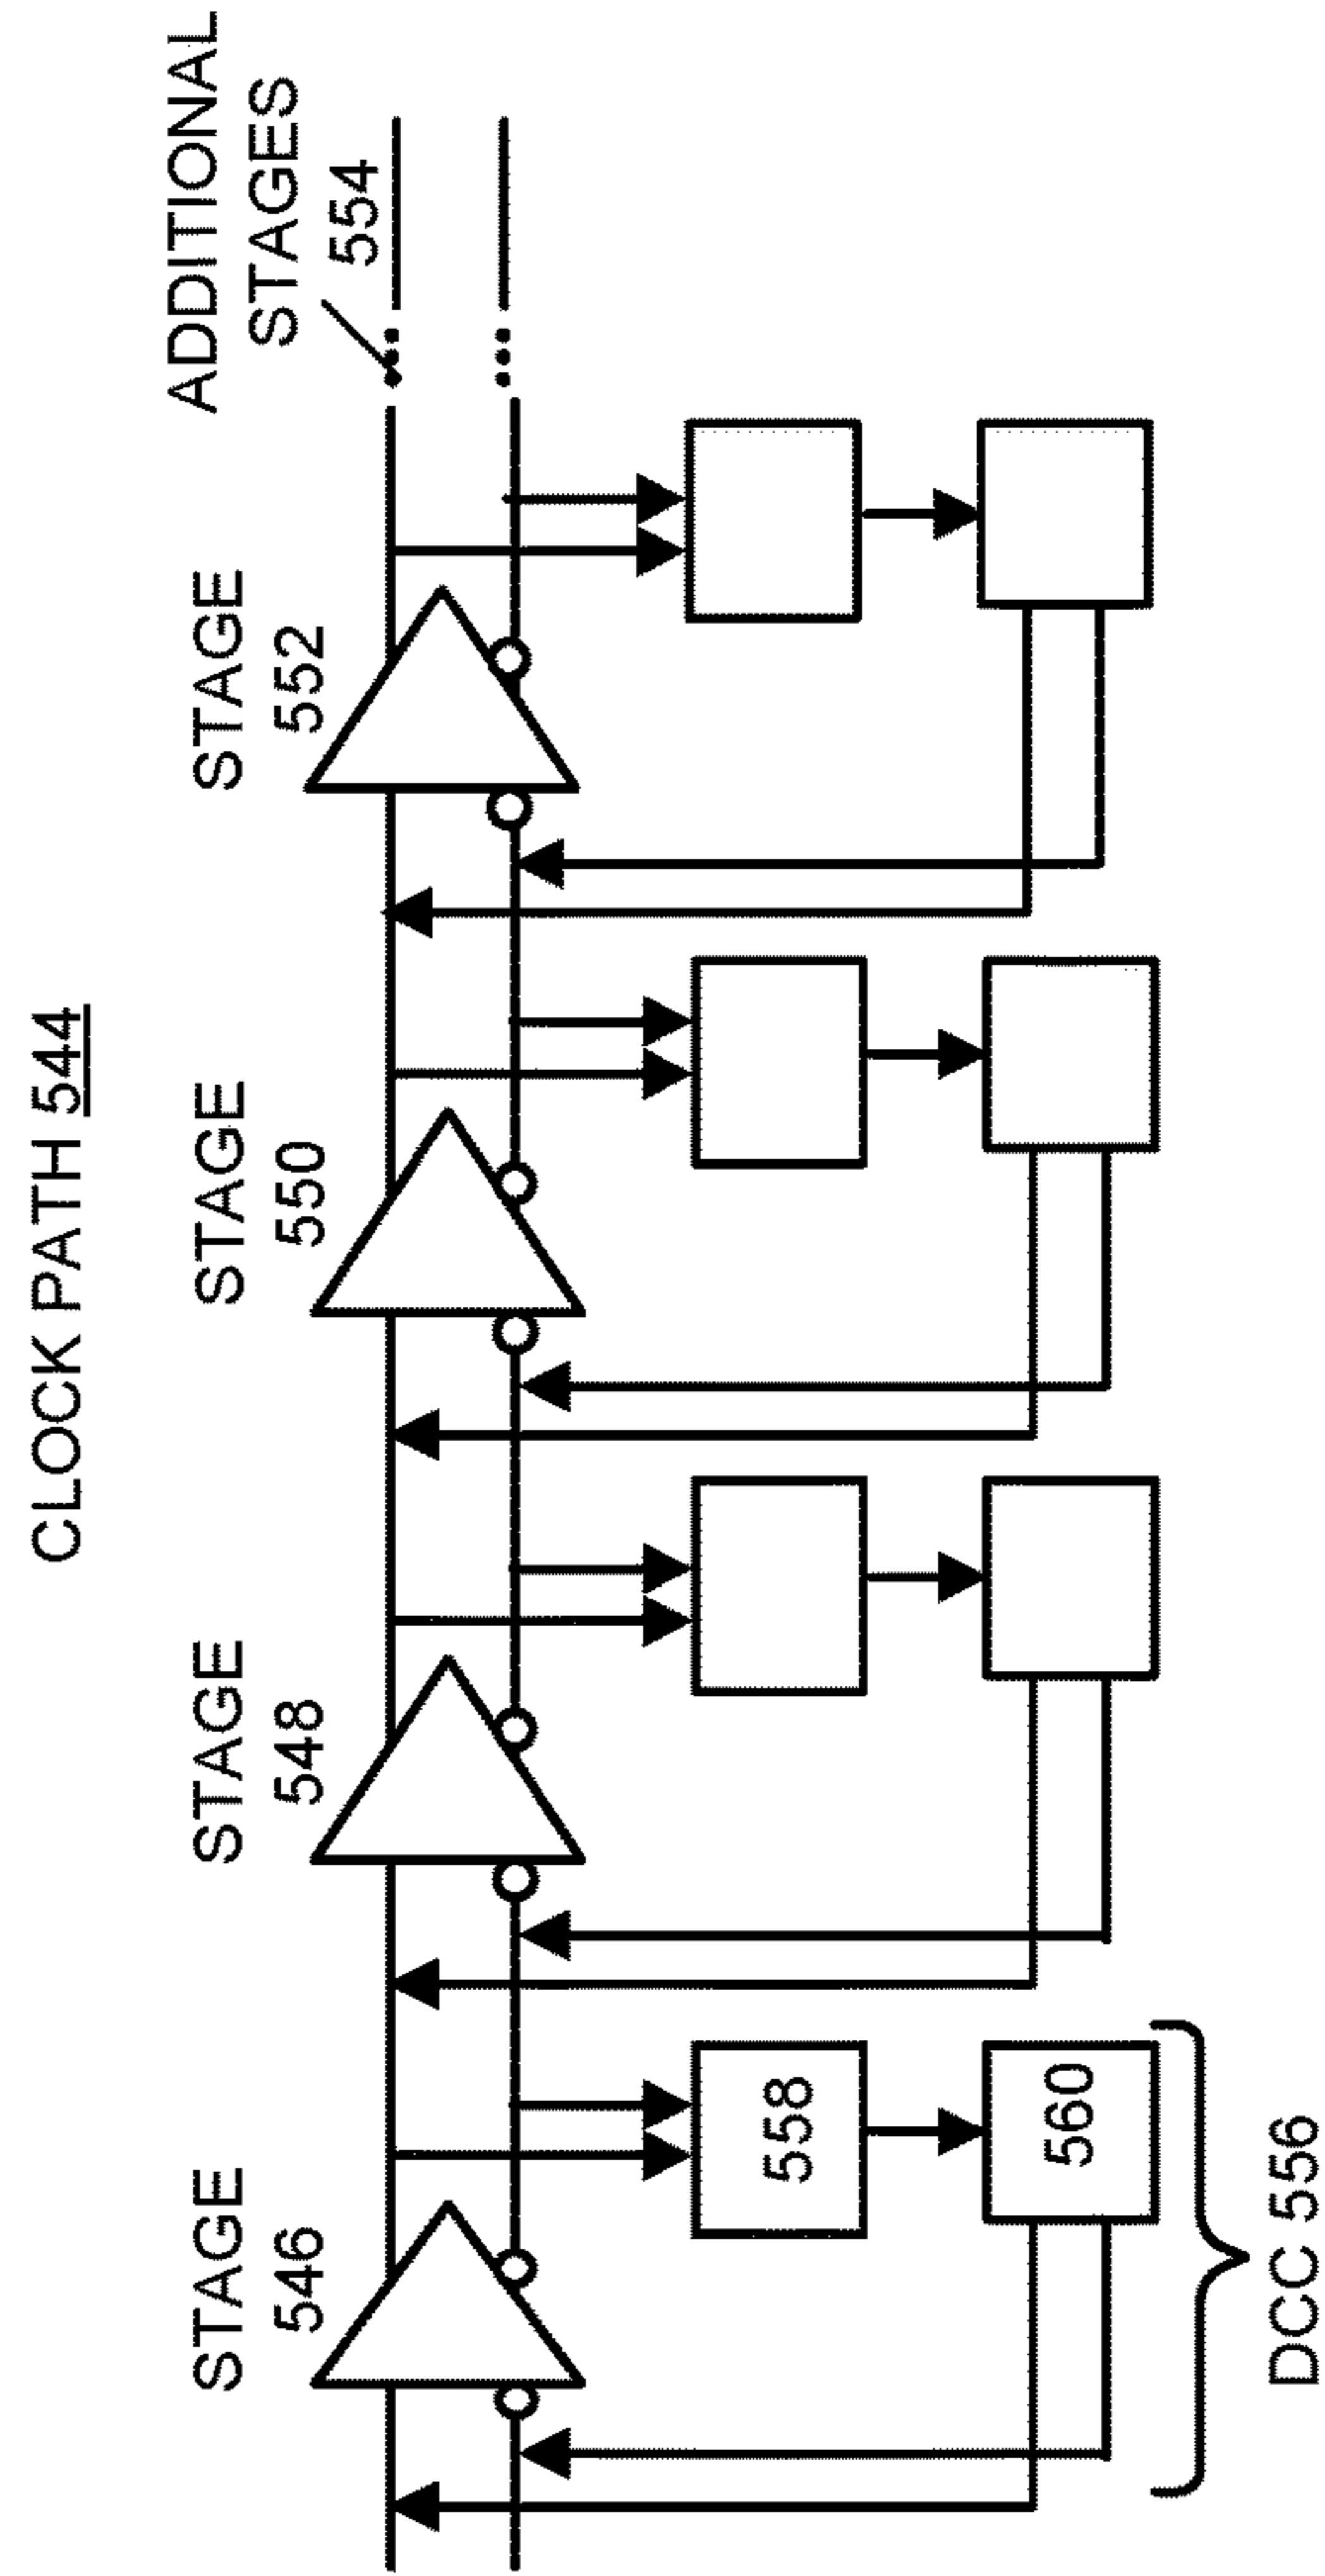 CLOCK PATH 544
STAGE
546
STAGE
548
STAGE
550
STAGE
552
ADDITIONAL
STAGES
554
558
560
DCC 556